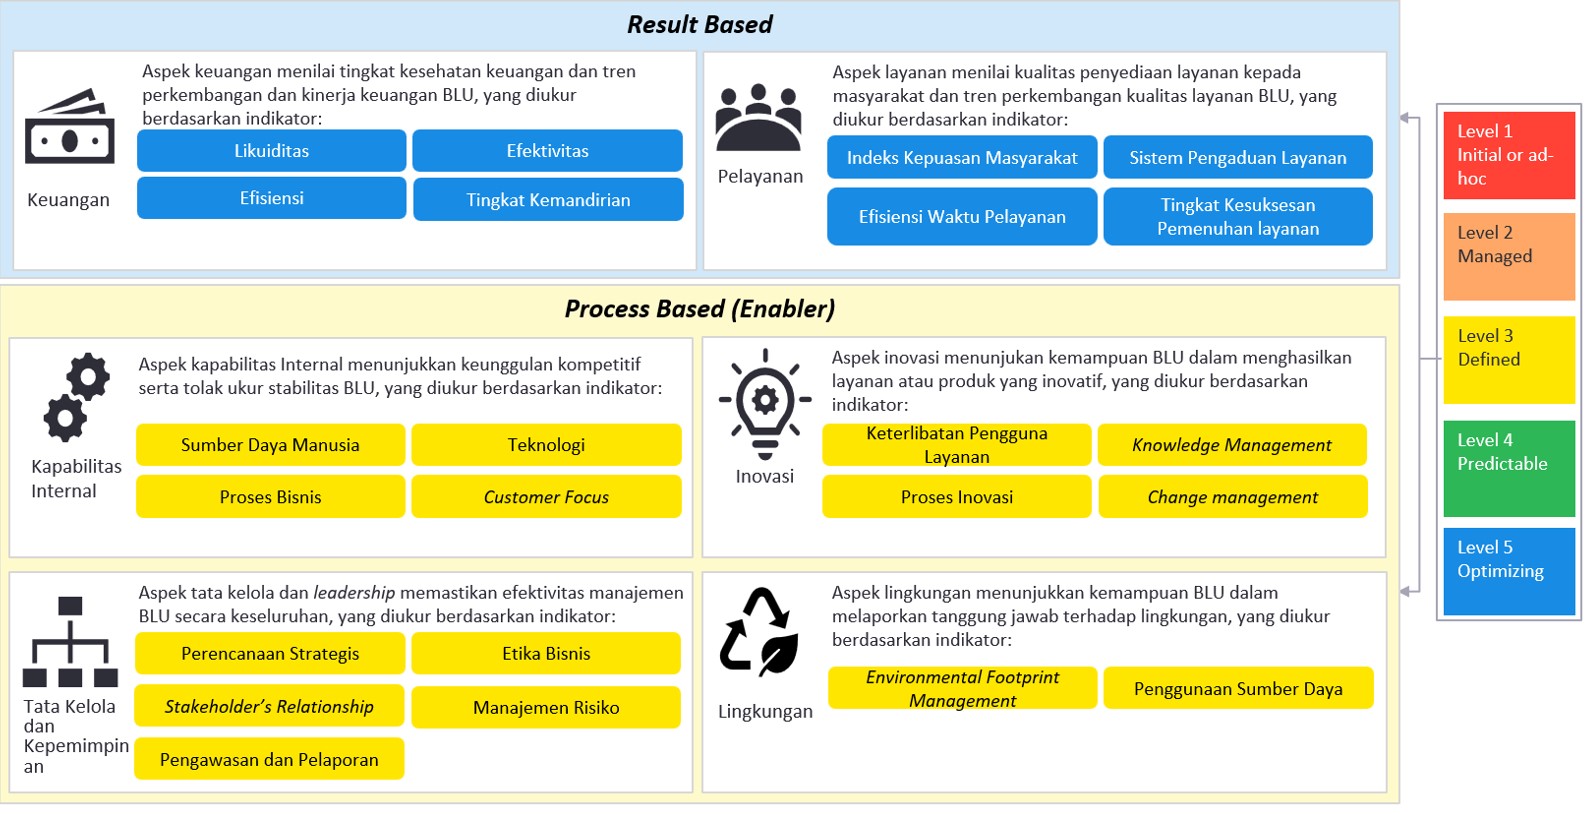 Result Based
Keuangan
Aspek keuangan menilai tingkat kesehatan keuangan dan tren
perkembangan dan kinerja keuangan BLU, yang diukur
berdasarkan indikator:
Likuiditas
Efektivitas
Efisiensi
Tingkat Kemandirian
Pelayanan
Aspek layanan menilai kualitas penyediaan layanan kepada
masyarakat dan tren perkembangan kualitas layanan BLU, yang
diukur berdasarkan indikator:
Indeks Kepuasan Masyarakat
Sistem Pengaduan Layanan
Efisiensi Waktu Pelayanan
Tingkat Kesuksesan
Pemenuhan layanan
Process Based (Enabler)
Kapabilitas
Internal
Aspek kapabilitas Internal menunjukkan keunggulan kompetitif
serta tolak ukur stabilitas BLU, yang diukur berdasarkan indikator:
Sumber Daya Manusia
Teknologi
Proses Bisnis
Customer Focus
Inovasi
Aspek inovasi menunjukan kemampuan BLU dalam menghasilkan
layanan atau produk yang inovatif, yang diukur berdasarkan
indikator:
Keterlibatan Pengguna
Layanan
Knowledge Management
Proses Inovasi
Change management
Tata Kelola
dan
Kepemimpin
an
Aspek tata kelola dan leadership memastikan efektivitas manajemen
BLU secara keseluruhan, yang diukur berdasarkan indikator:
Perencanaan Strategis
Etika Bisnis
Stakeholder’s Relationship
Manajemen Risiko
Pengawasan dan Pelaporan
Lingkungan
Aspek lingkungan menunjukkan kemampuan BLU dalam
melaporkan tanggung jawab terhadap lingkungan, yang diukur
berdasarkan indikator:
Environmental Footprint
Management
Penggunaan Sumber Daya
Level 1
Initial or ad-
hoc
Level 2
Managed
Level 3
Defined
Level 4
Predictable
Level 5
Optimizing